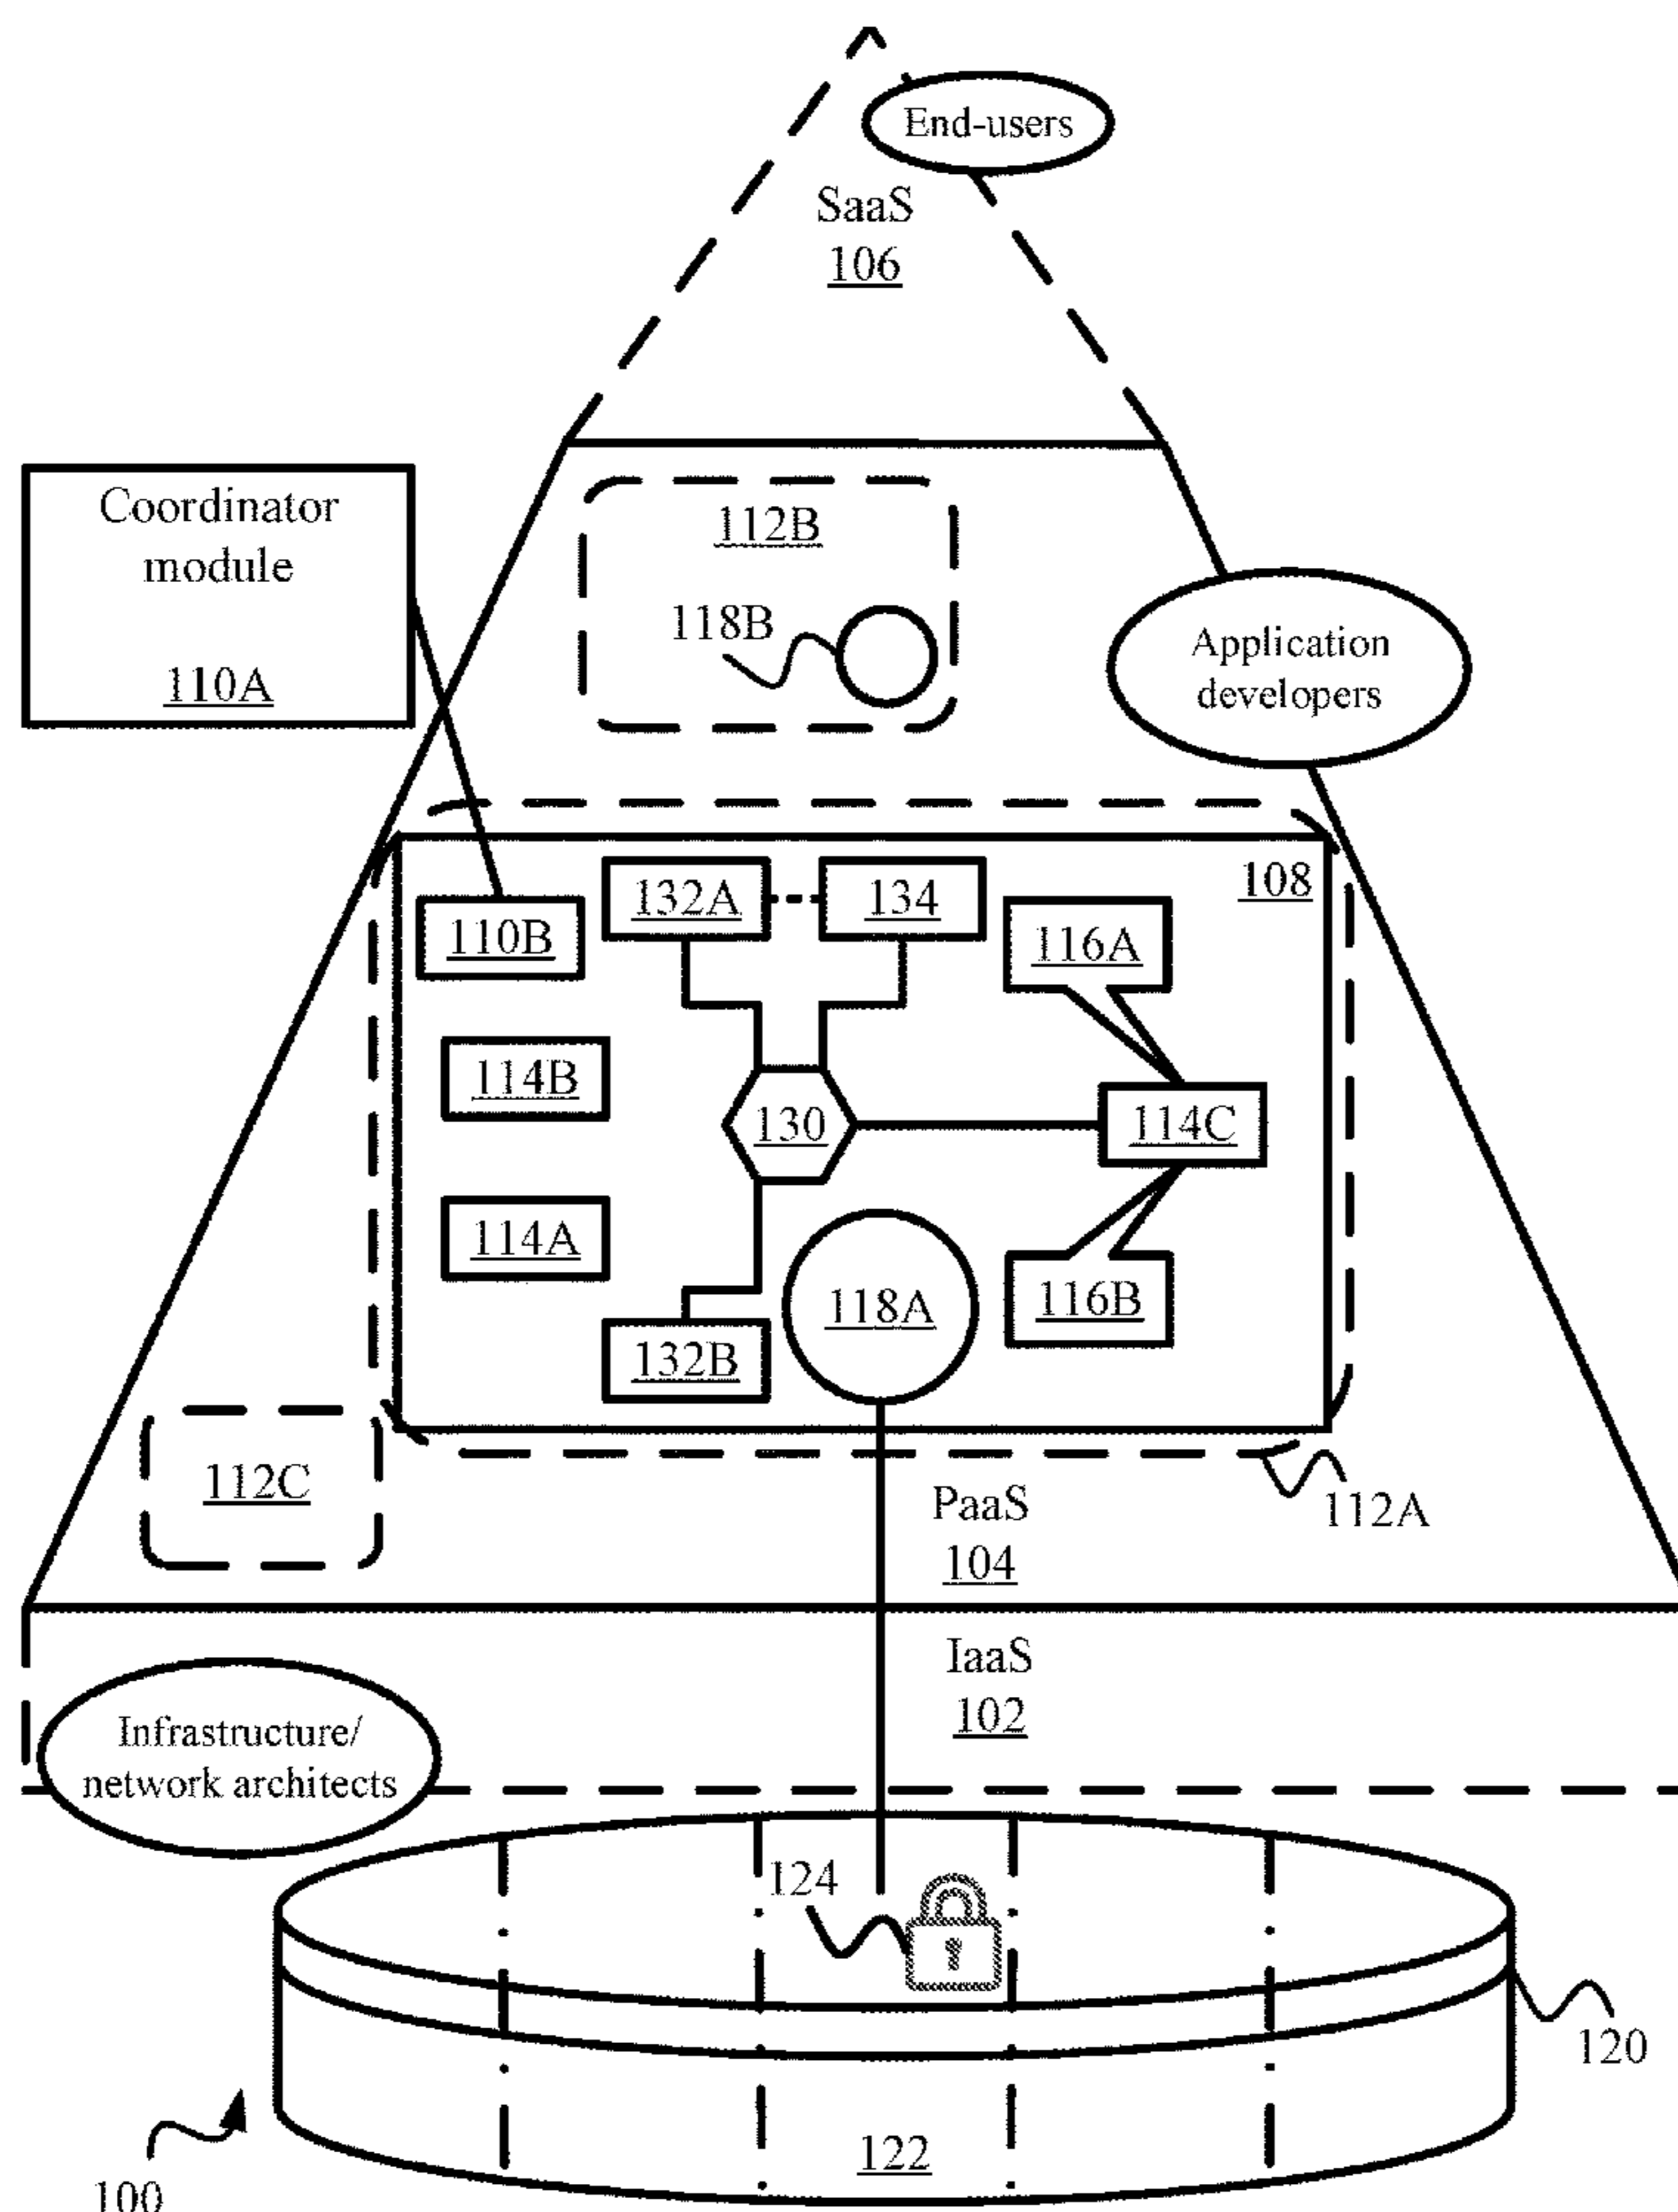 End-users
SaaS
106
Coordinator
module
110A
112B
118B
Application
developers
108
132A
134
110B
116A
114B
130
114C
114A
118A
116B
132B
112C
PaaS
104
112A
IaaS
102
Infrastructure/
network architects
124
120
122
100